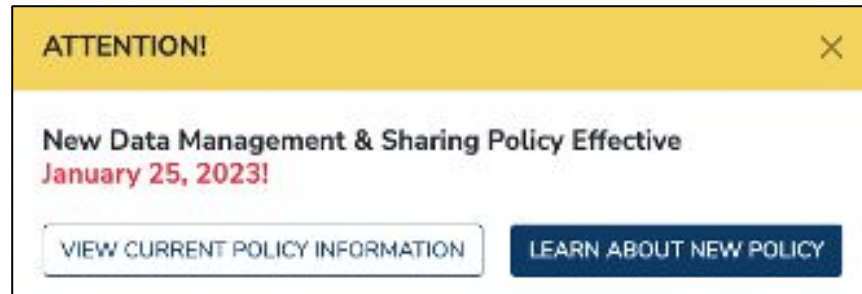 ATTENTION!
New Data Management & Sharing Policy Effective
January 25, 2023!
VIEW CURRENT POLICY INFORMATION
LEARN ABOUT NEW POLICY